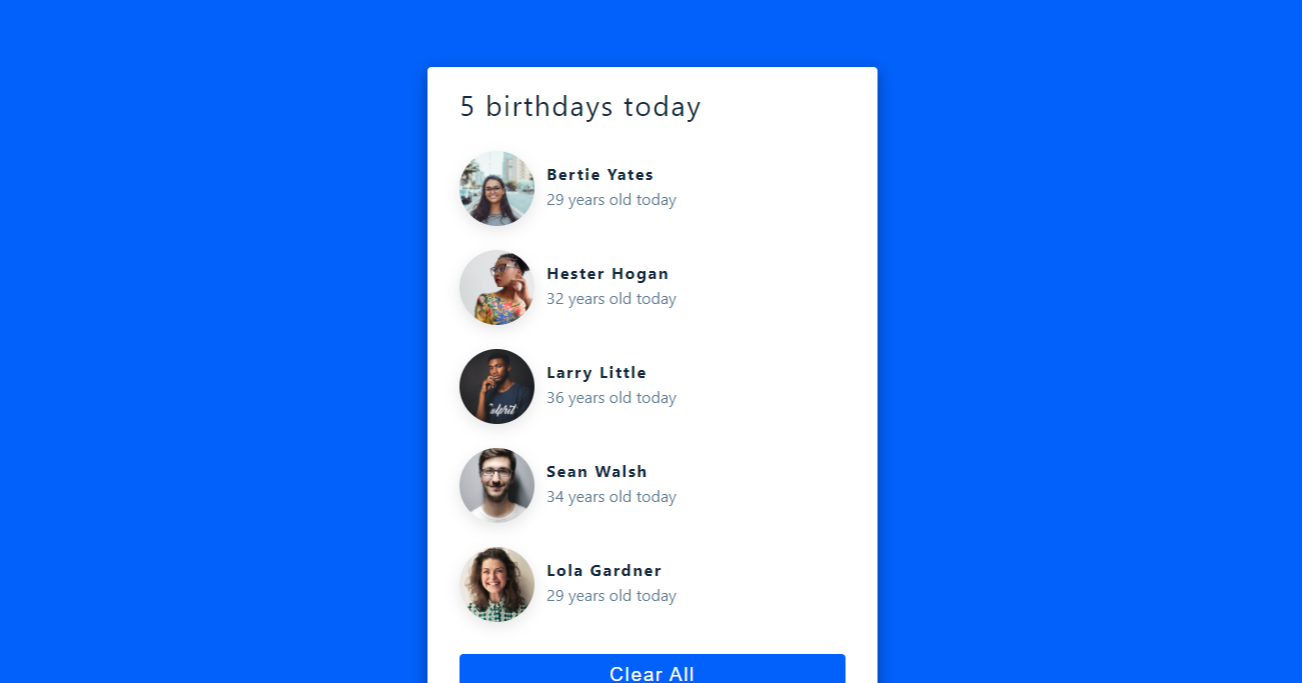 5 birthdays today
Bertie Yates
29 years old today
Hester Hogan
32 years old today
Larry Little
36 years old today
Sean Walsh
34 years old today
Lola Gardner
29 years old today
Clear All